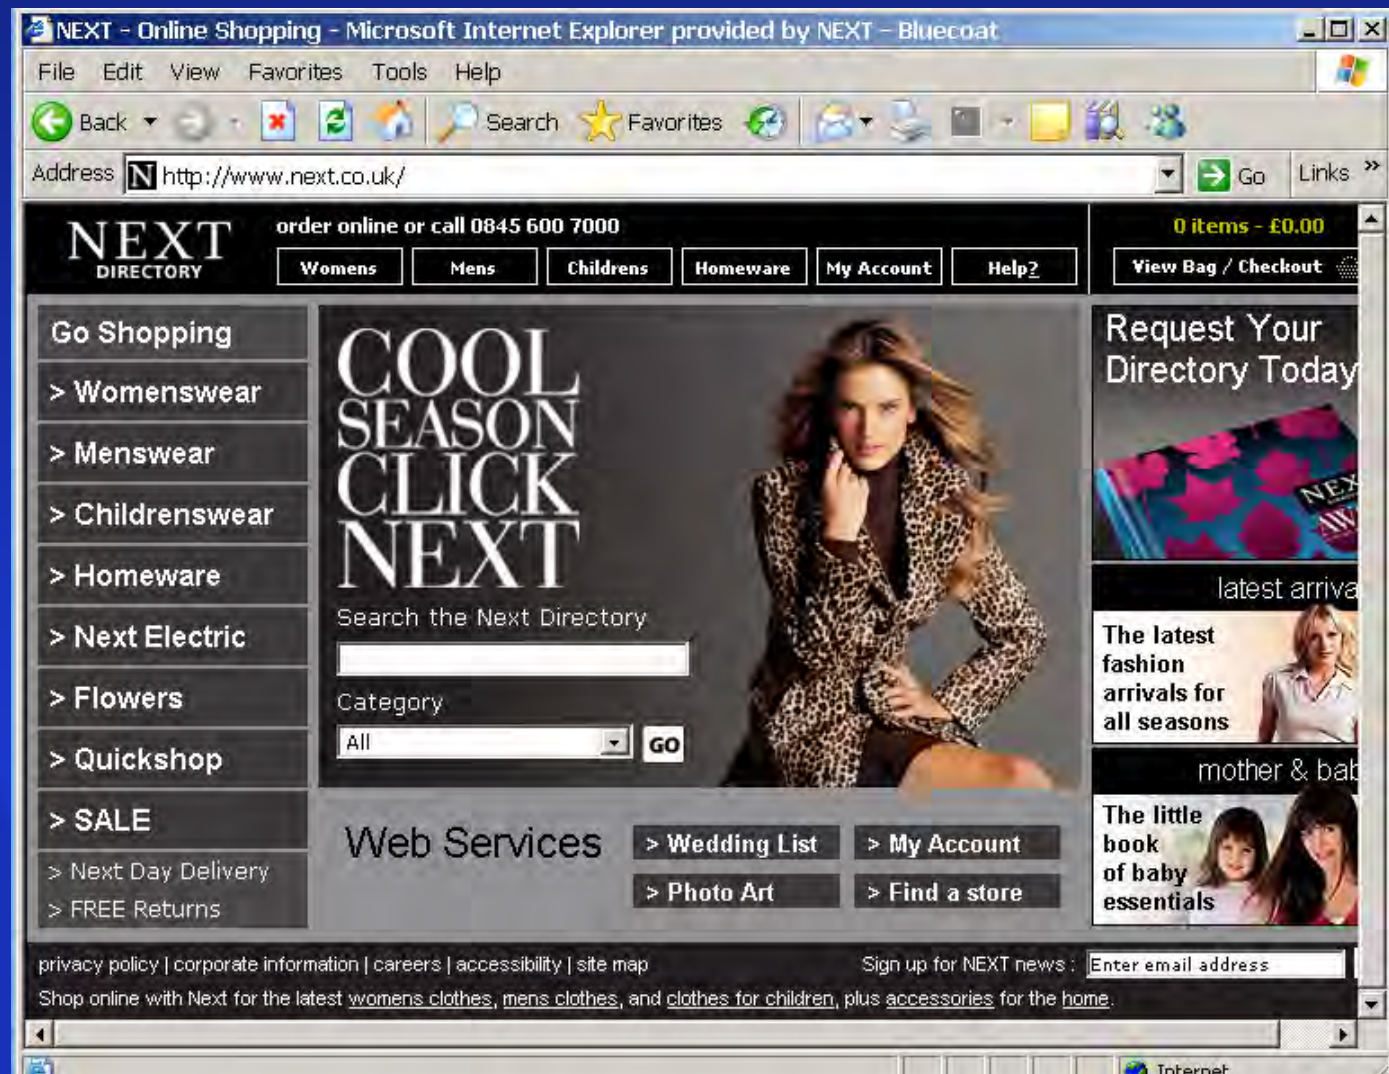 NEXT - Online Shopping - Microsoft Internet Explorer provided by NEXT - Bluecoat
File Edit View Favorites Tools Help
Back Search Favorites
Address N http://www.next.co.uk/ Go Links »
NEXT
DIRECTORY
order online or call 0845 600 7000
Womens Mens Childrens Homeware My Account Help?
0 items - £0.00
View Bag / Checkout
Go Shopping
> Womenswear
> Menswear
> Childrenswear
> Homeware
> Next Electric
> Flowers
> Quickshop
> SALE
> Next Day Delivery
> FREE Returns
COOL
SEASON
CLICK
NEXT
Search the Next Directory
Category
All GO
Web Services
> Wedding List > My Account
> Photo Art > Find a store
Request Your
Directory Today
NEX
AW
latest arriva
The latest
fashion
arrivals for
all seasons
mother & bab
The little
book
of baby
essentials
privacy policy | corporate information | careers | accessibility | site map
Sign up for NEXT news : Enter email address
Shop online with Next for the latest womens clothes, mens clothes, and clothes for children, plus accessories for the home.
Internet